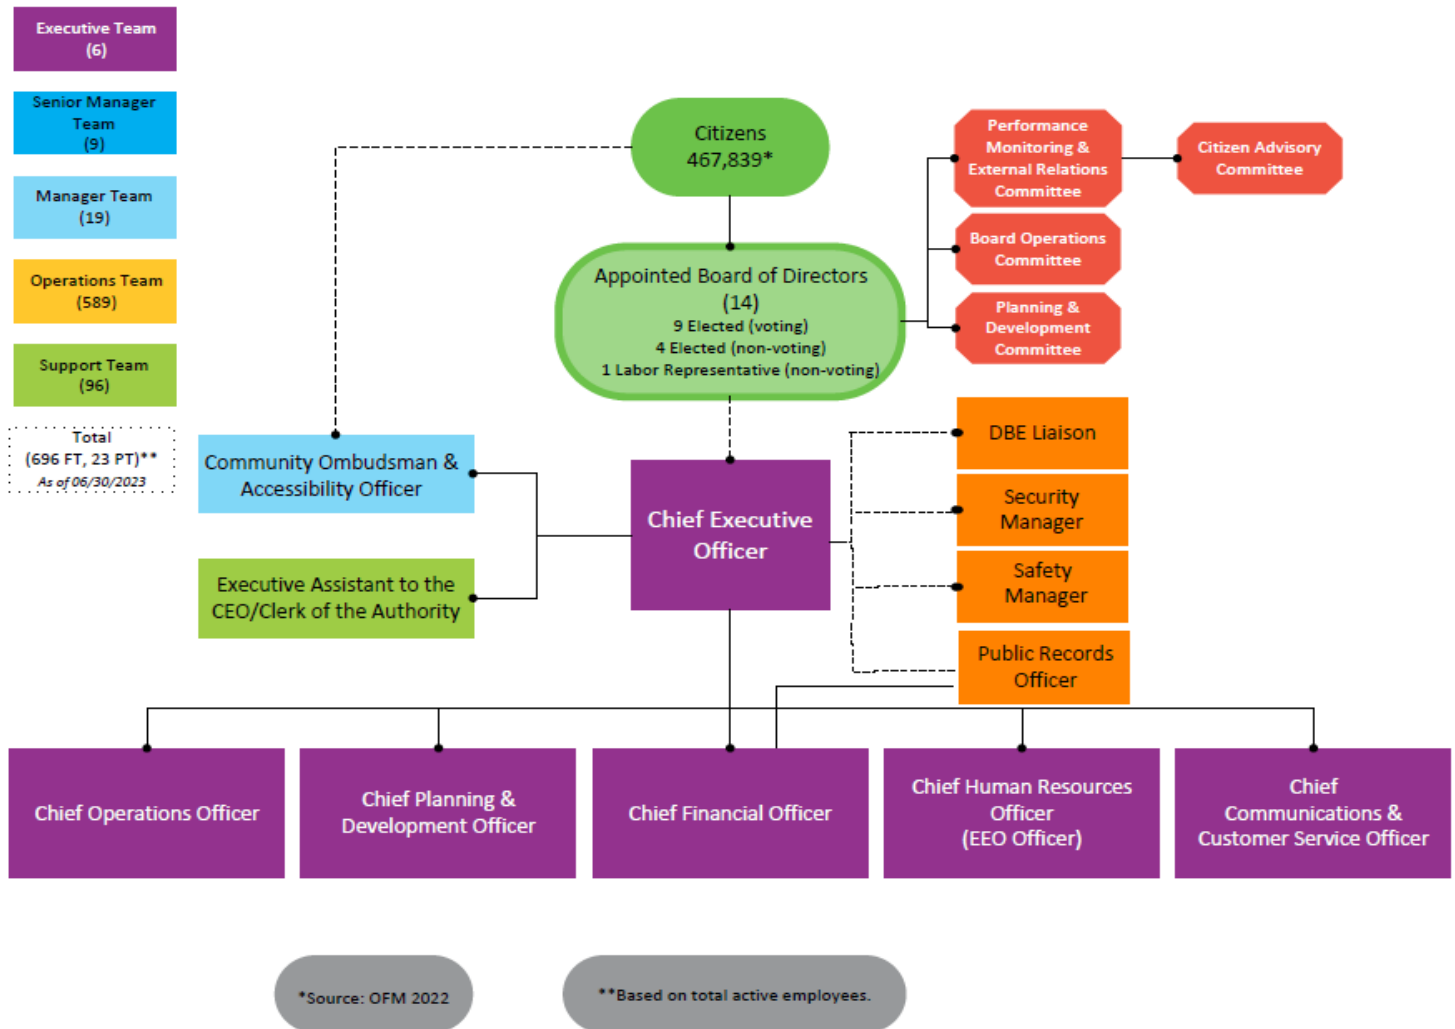 Executive Team
(6)
Senior Manager
Team
(9)
Manager Team
(19)
Operations Team
(589)
Support Team
(96)
Total
(696 FT, 23 PT)**
As of 06/30/2023
Citizens
467,839*
Appointed Board of Directors
(14)
9 Elected (voting)
4 Elected (non-voting)
1 Labor Representative (non-voting)
Performance
Monitoring &
External Relations
Committee
Citizen Advisory
Committee
Board Operations
Committee
Planning &
Development
Committee
Community Ombudsman &
Accessibility Officer
Executive Assistant to the
CEO/Clerk of the Authority
Chief Executive
Officer
DBE Liaison
Security
Manager
Safety
Manager
Public Records
Officer
Chief Operations Officer
Chief Planning &
Development Officer
Chief Financial Officer
Chief Human Resources
Officer
(EEO Officer)
Chief
Communications &
Customer Service Officer
*Source: OFM 2022
**Based on total active employees.